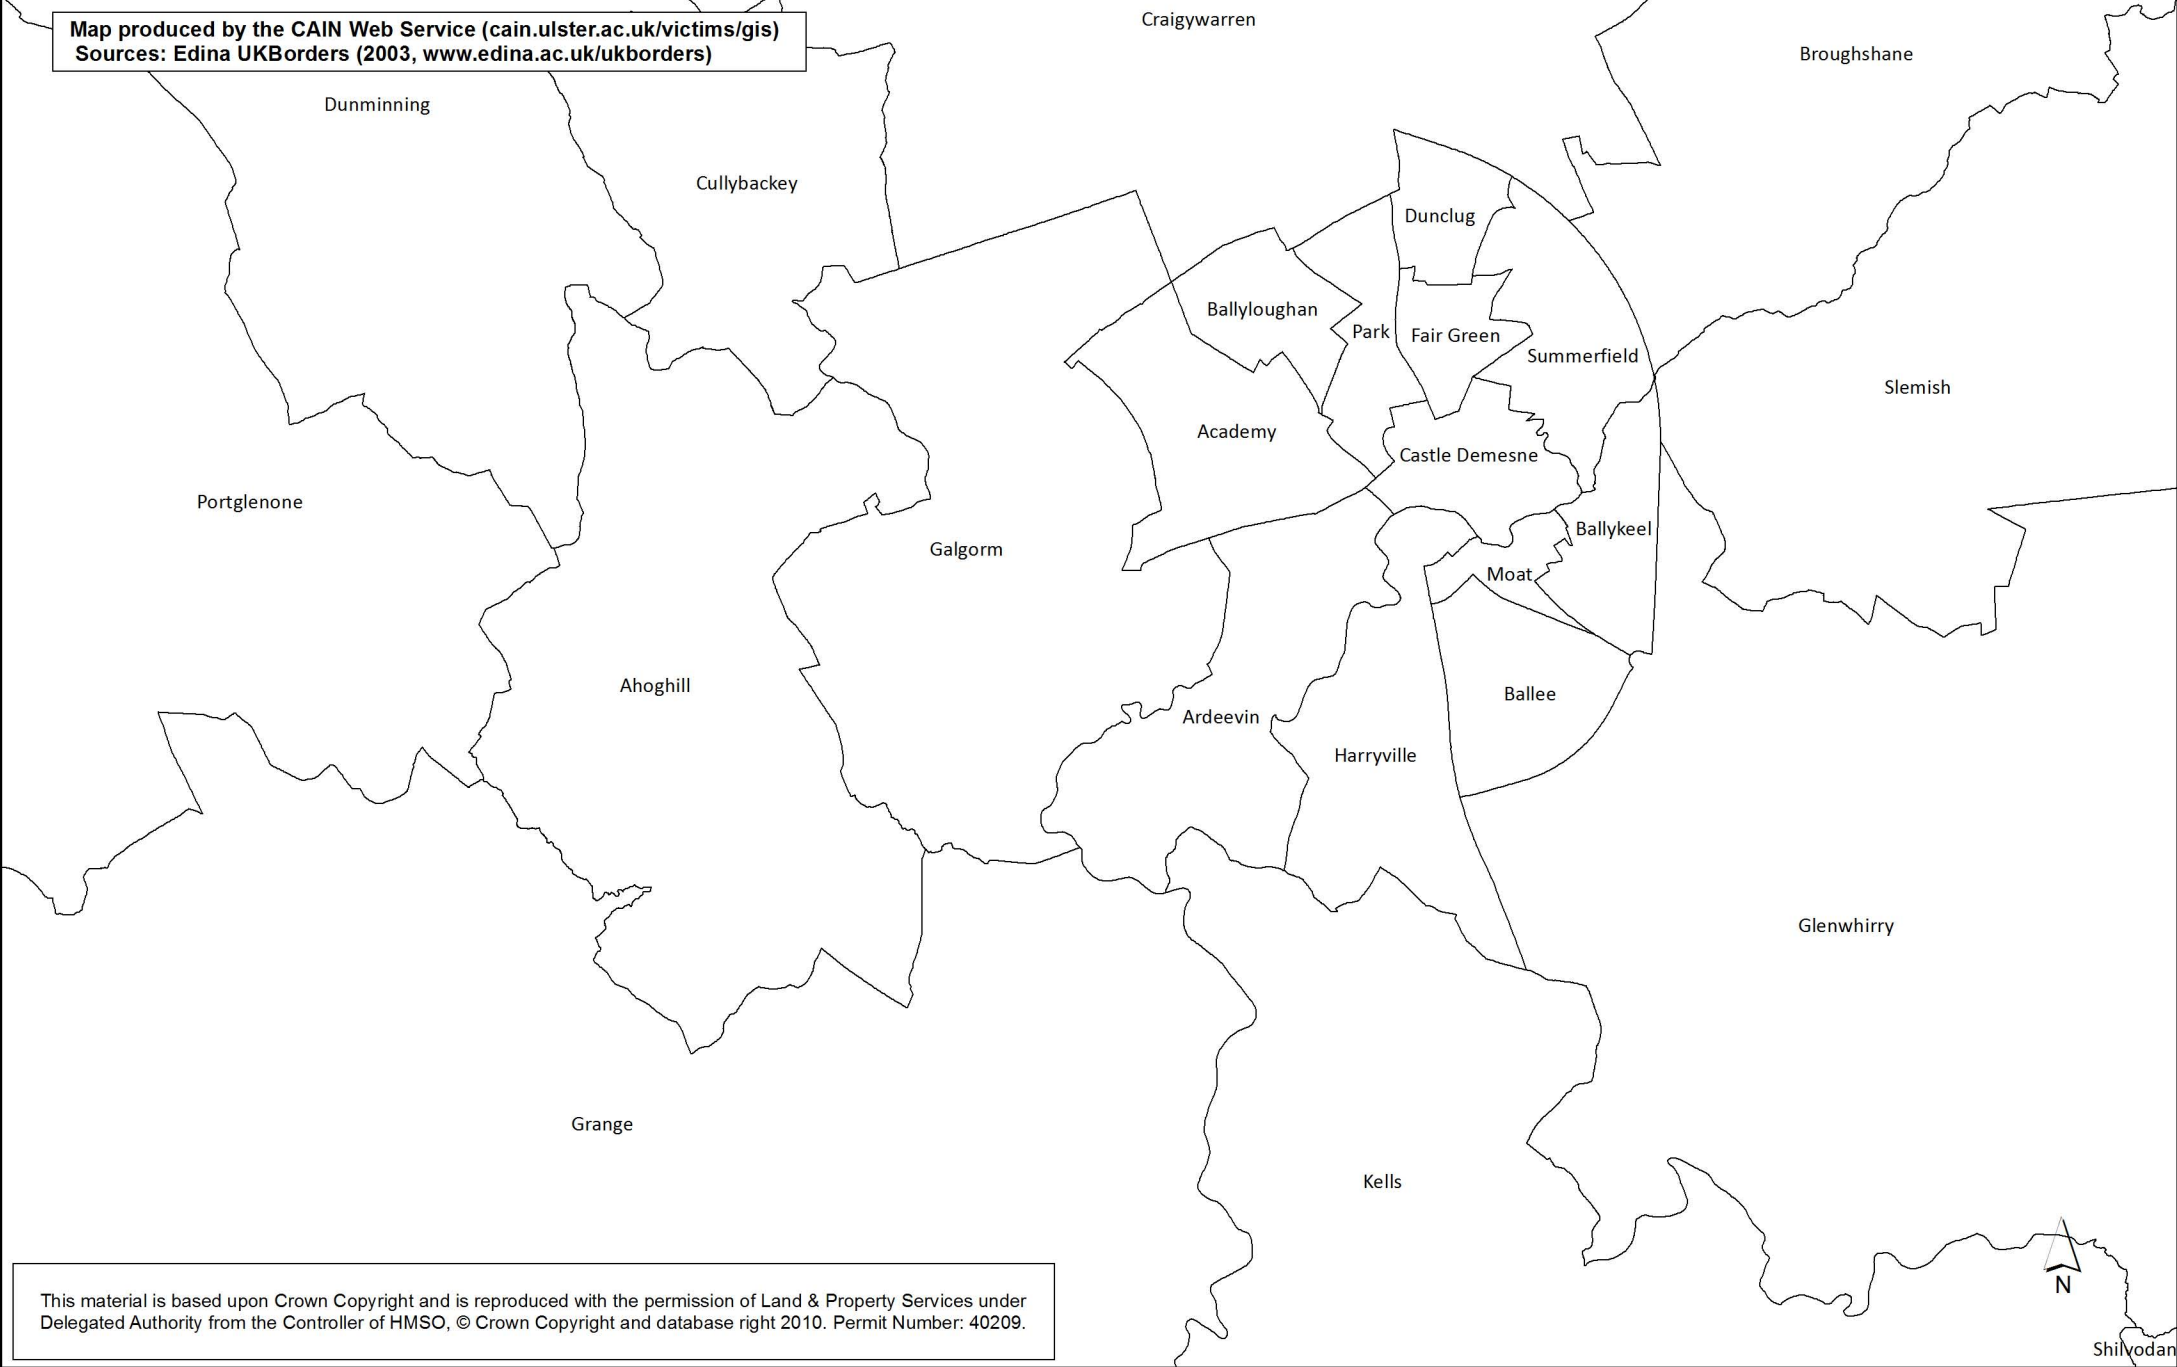 Map produced by the CAIN Web Service (cain.ulster.ac.uk/victims/gis)
Sources: Edina UKBorders (2003, www.edina.ac.uk/ukborders)
Craigywarren
Broughshane
Dunminning
Cullybackey
Dunclug
Ballyloughan
Park
Fair Green
Summerfield
Slemish
Academy
Castle Demesne
Portglenone
Ballykeel
Galgorm
Moat
Ahoghill
Ballee
Ardeevin
Harryville
Glenwhirry
Grange
Kells
N
This material is based upon Crown Copyright and is reproduced with the permission of Land & Property Services under
Delegated Authority from the Controller of HMSO, © Crown Copyright and database right 2010. Permit Number: 40209.
Shilvodan